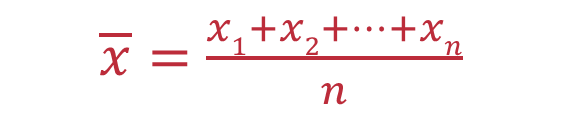 x̄ = (x₁+x₂+⋯+xₙ)/n